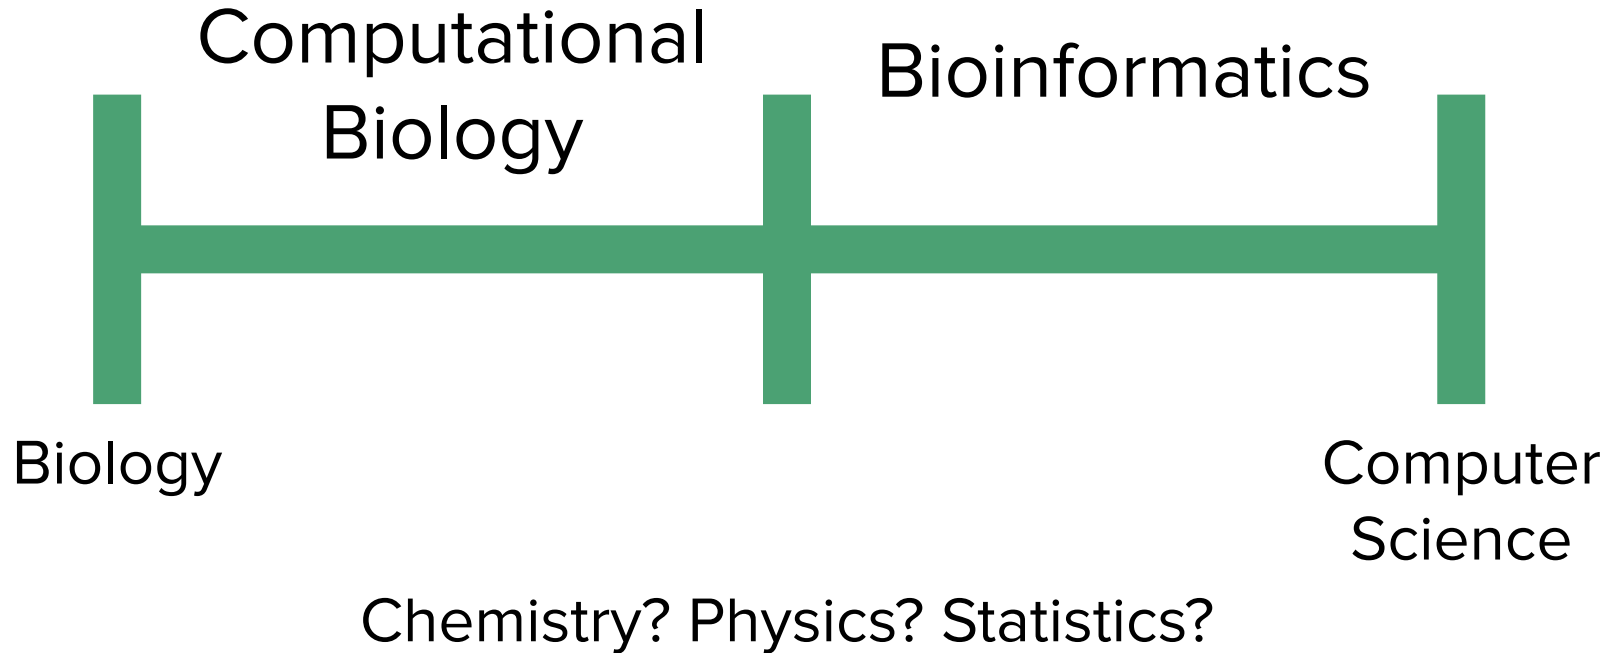 Computational
Biology
Bioinformatics
Biology
Computer
Science
Chemistry? Physics? Statistics?